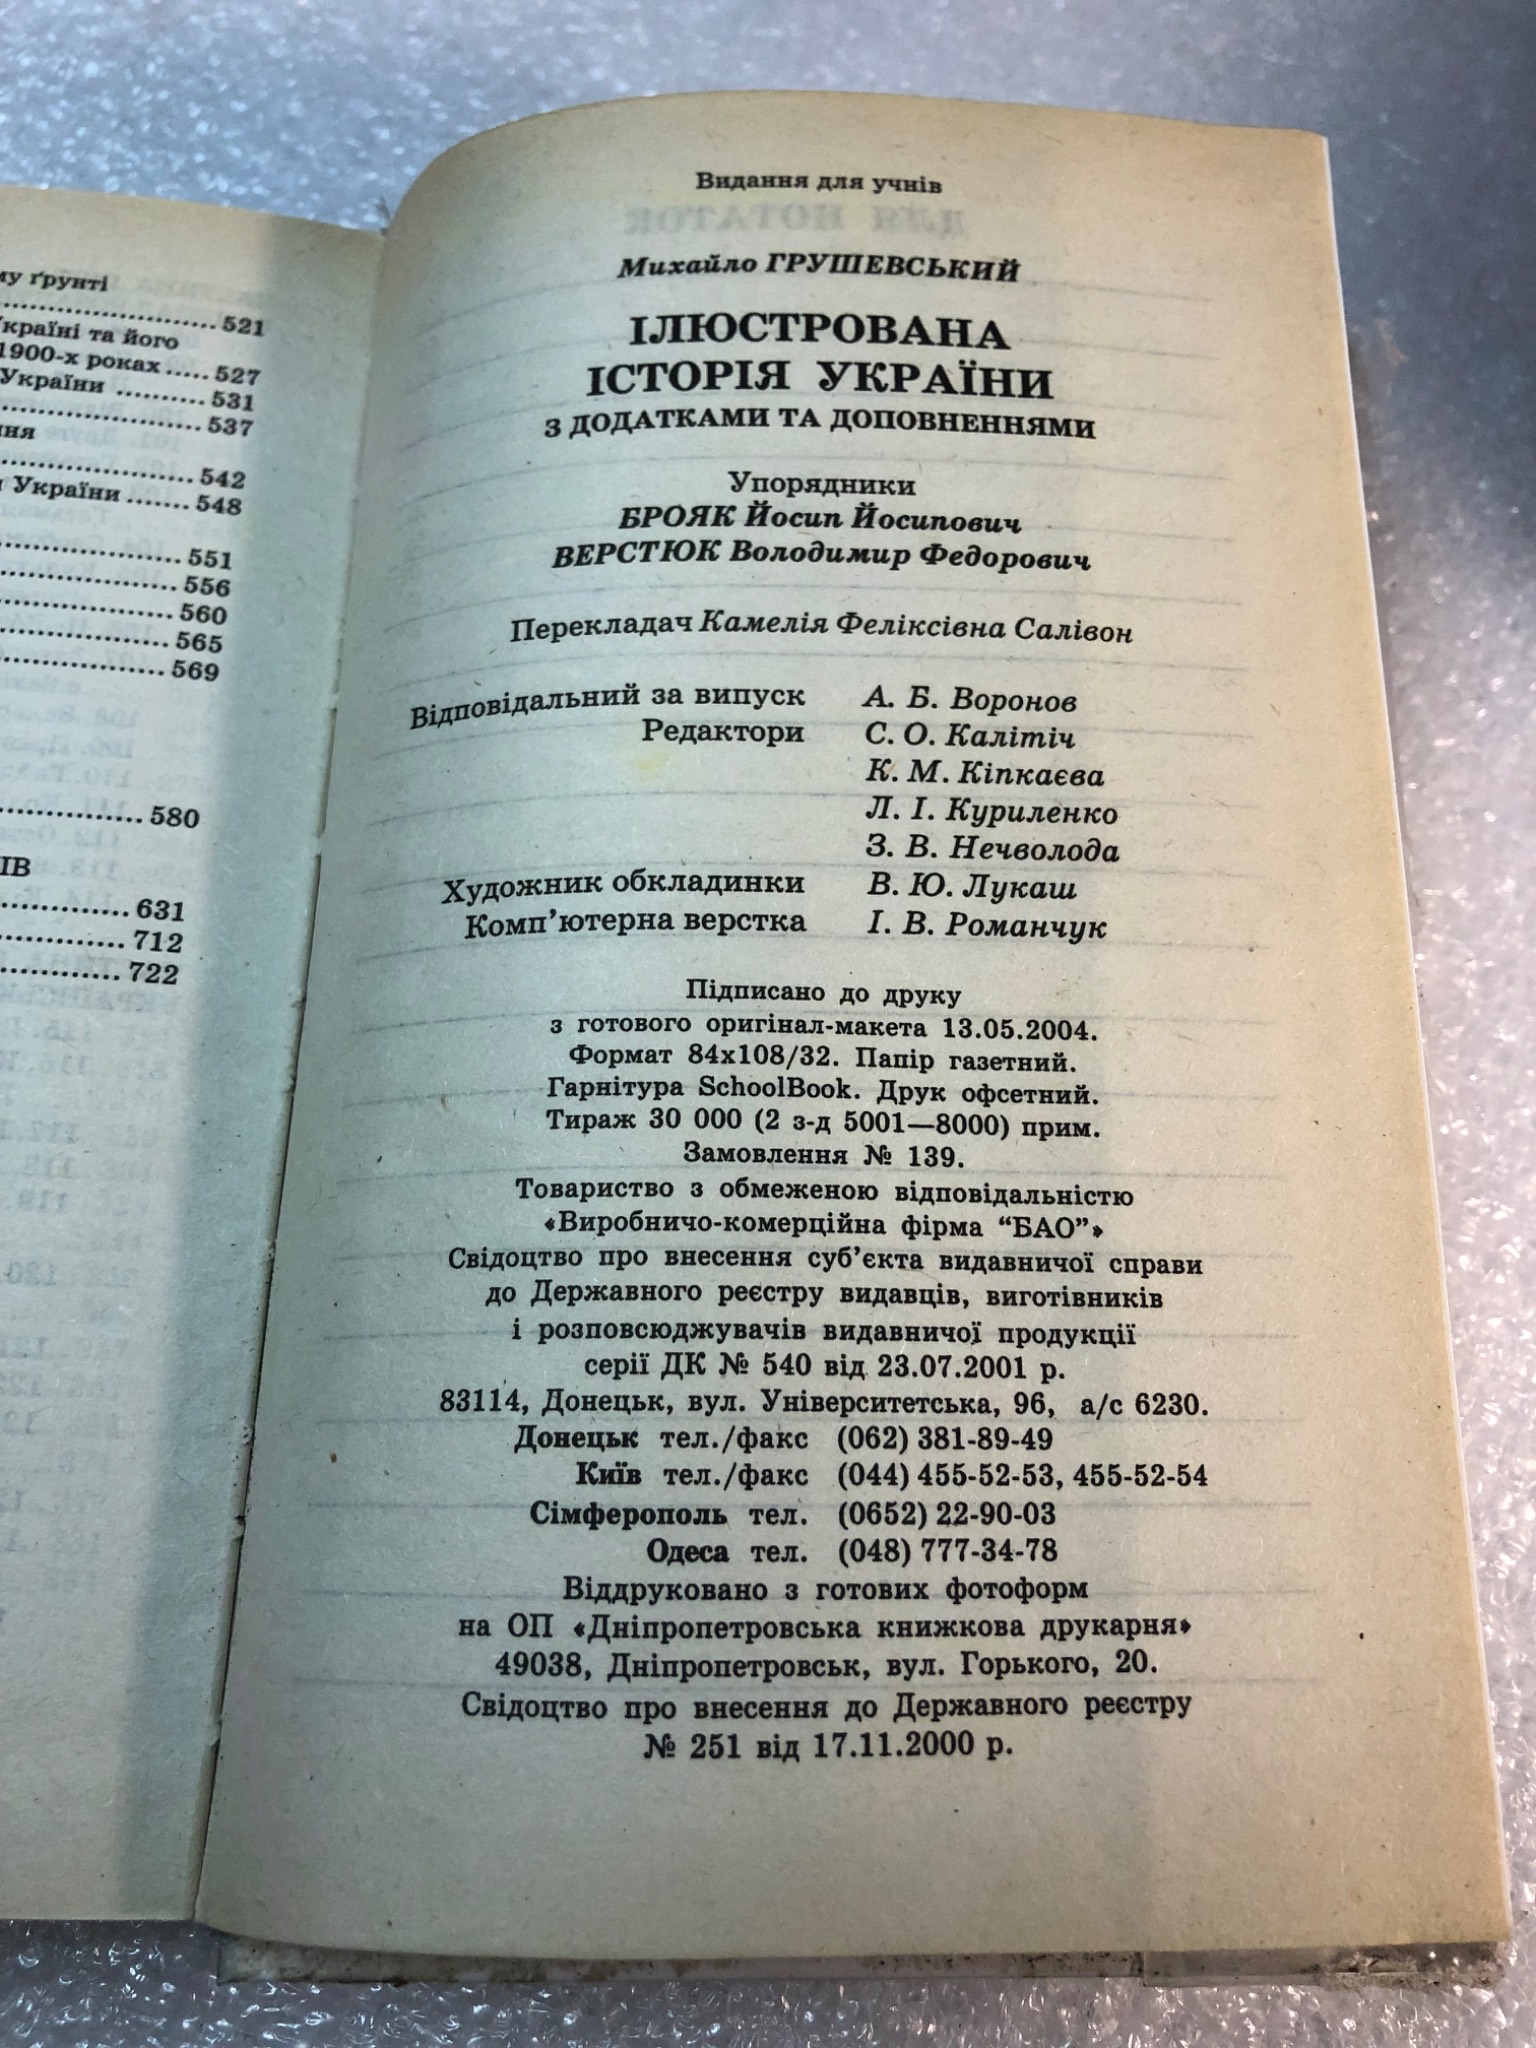 му ґрунті
521
Україні та його
1900-х роках ..... 527
України .......... 531
537
ння
542
України ....... 548
551
556
560
565
569
580
ІВ
631
712
722
Видання для учнів
Михайло ГРУШЕВСЬКИЙ
ІЛЮСТРОВАНА
ІСТОРІЯ УКРАЇНИ
З ДОДАТКАМИ ТА ДОПОВНЕННЯМИ
Упорядники
БРОЯК Йосип Йосипович
ВЕРСТЮК Володимир Федорович
Перекладач Камелія Феліксівна Салівон
Відповідальний за випуск А. Б. Воронов
Редактори С. О. Калітіч
К. М. Кіпкаєва
Л. І. Куриленко
З. В. Нечволода
Художник обкладинки В. Ю. Лукаш
Комп’ютерна верстка І. В. Романчук
Підписано до друку
з готового оригінал-макета 13.05.2004.
Формат 84х108/32. Папір газетний.
Гарнітура SchoolBook. Друк офсетний.
Тираж 30 000 (2 з-д 5001—8000) прим.
Замовлення № 139.
Товариство з обмеженою відповідальністю
«Виробничо-комерційна фірма “БАО”»
Свідоцтво про внесення суб’єкта видавничої справи
до Державного реєстру видавців, виготівників
і розповсюджувачів видавничої продукції
серії ДК № 540 від 23.07.2001 р.
83114, Донецьк, вул. Університетська, 96, а/с 6230.
Донецьк тел./факс (062) 381-89-49
Київ тел./факс (044) 455-52-53, 455-52-54
Сімферополь тел. (0652) 22-90-03
Одеса тел. (048) 777-34-78
Віддруковано з готових фотоформ
на ОП «Дніпропетровська книжкова друкарня»
49038, Дніпропетровськ, вул. Горького, 20.
Свідоцтво про внесення до Державного реєстру
№ 251 від 17.11.2000 р.